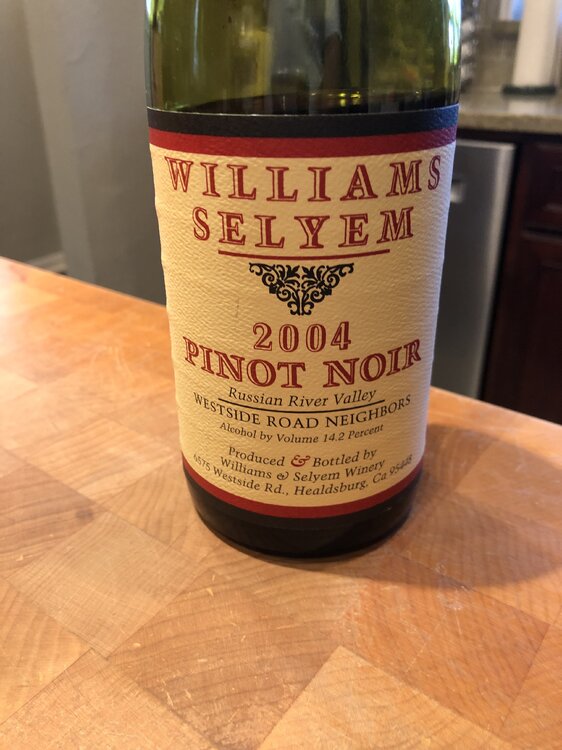 WILLIAMS
SELYEM
2004
PINOT NOIR
Russian River Valley
WESTSIDE ROAD NEIGHBORS
Alcohol by Volume 14.2 Percent
Produced & Bottled by
Williams & Selyem Winery
6575 Westside Rd., Healdsburg, Ca 95448